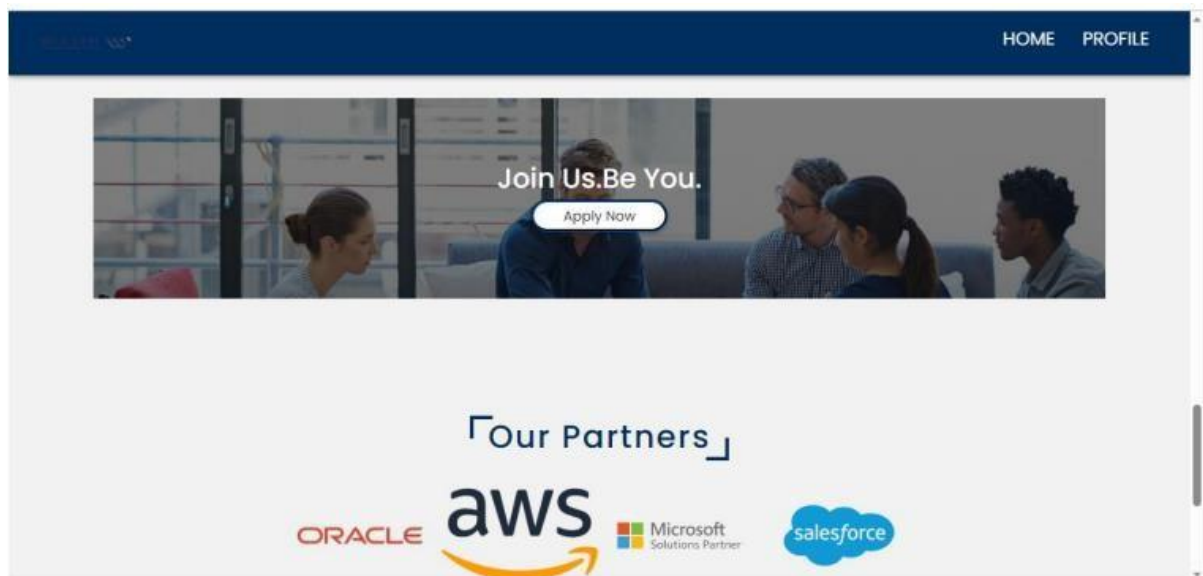 HOME PROFILE
Join Us.Be You.
Apply Now
Our Partners
ORACLE
aws
Microsoft
Solutions Partner
salesforce